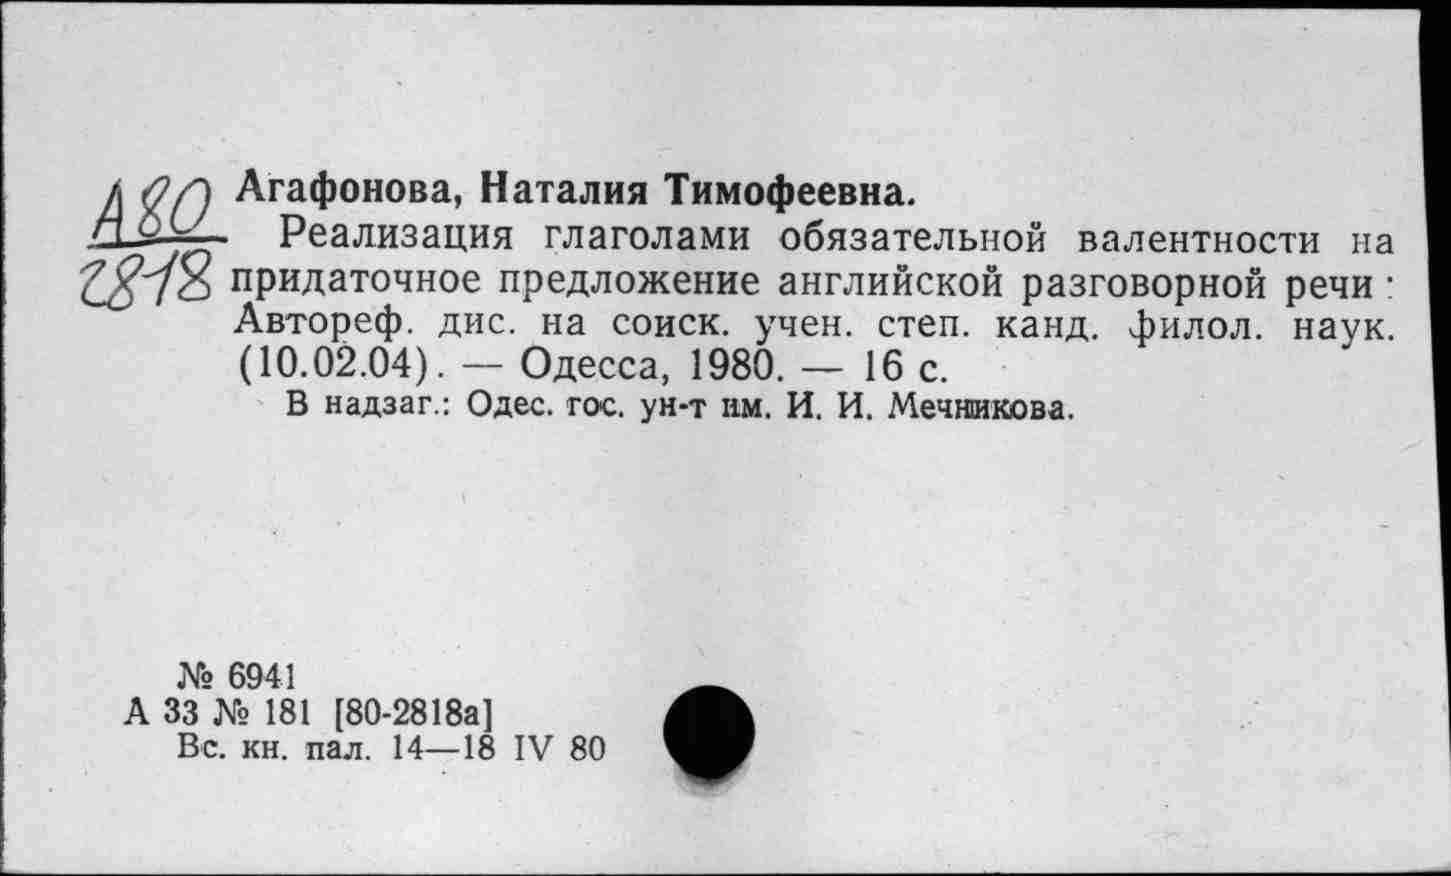 А80
2818
Агафонова, Наталия Тимофеевна.
Реализация глаголами обязательной валентности на
придаточное предложение английской разговорной речи :
Автореф. дис. на соиск. учен. степ. канд. филол. наук.
(10.02.04). — Одесса, 1980. — 16 с.
В надзаг.: Одес. гос. ун-т им. И. И. Мечникова.
№ 6941
А 33 № 181 [80-2818а]
Вс. кн. пал. 14—18 IV 80